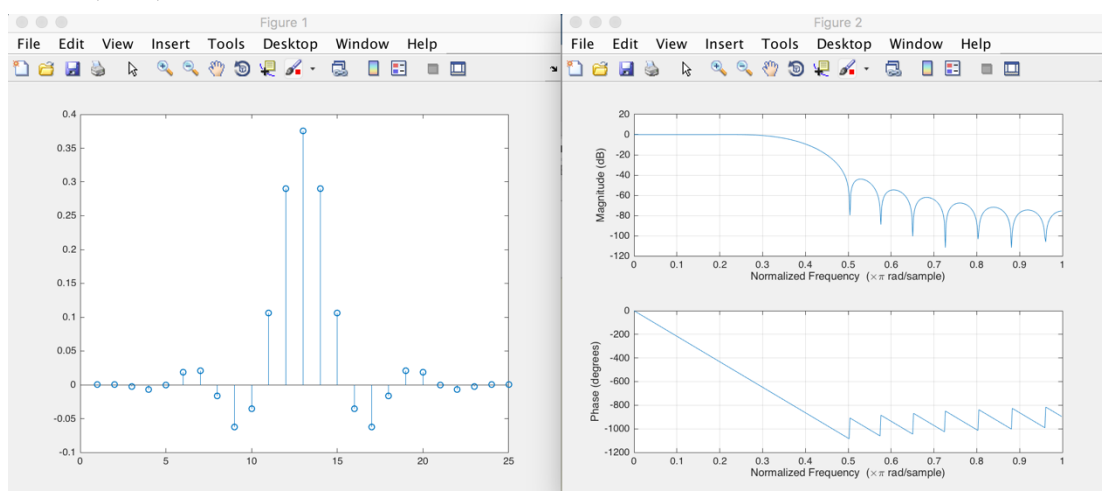 Figure 1
File Edit View Insert Tools Desktop Window Help
0.4
0.35
0.3
0.25
0.2
0.15
0.1
0.05
0
-0.05
-0.1
0 5 10 15 20 25
Figure 2
File Edit View Insert Tools Desktop Window Help
20
0
-20
-40
-60
-80
-100
-120
Magnitude (dB)
0 0.1 0.2 0.3 0.4 0.5 0.6 0.7 0.8 0.9 1
Normalized Frequency (×π rad/sample)
0
-200
-400
-600
-800
-1000
-1200
Phase (degrees)
0 0.1 0.2 0.3 0.4 0.5 0.6 0.7 0.8 0.9 1
Normalized Frequency (×π rad/sample)